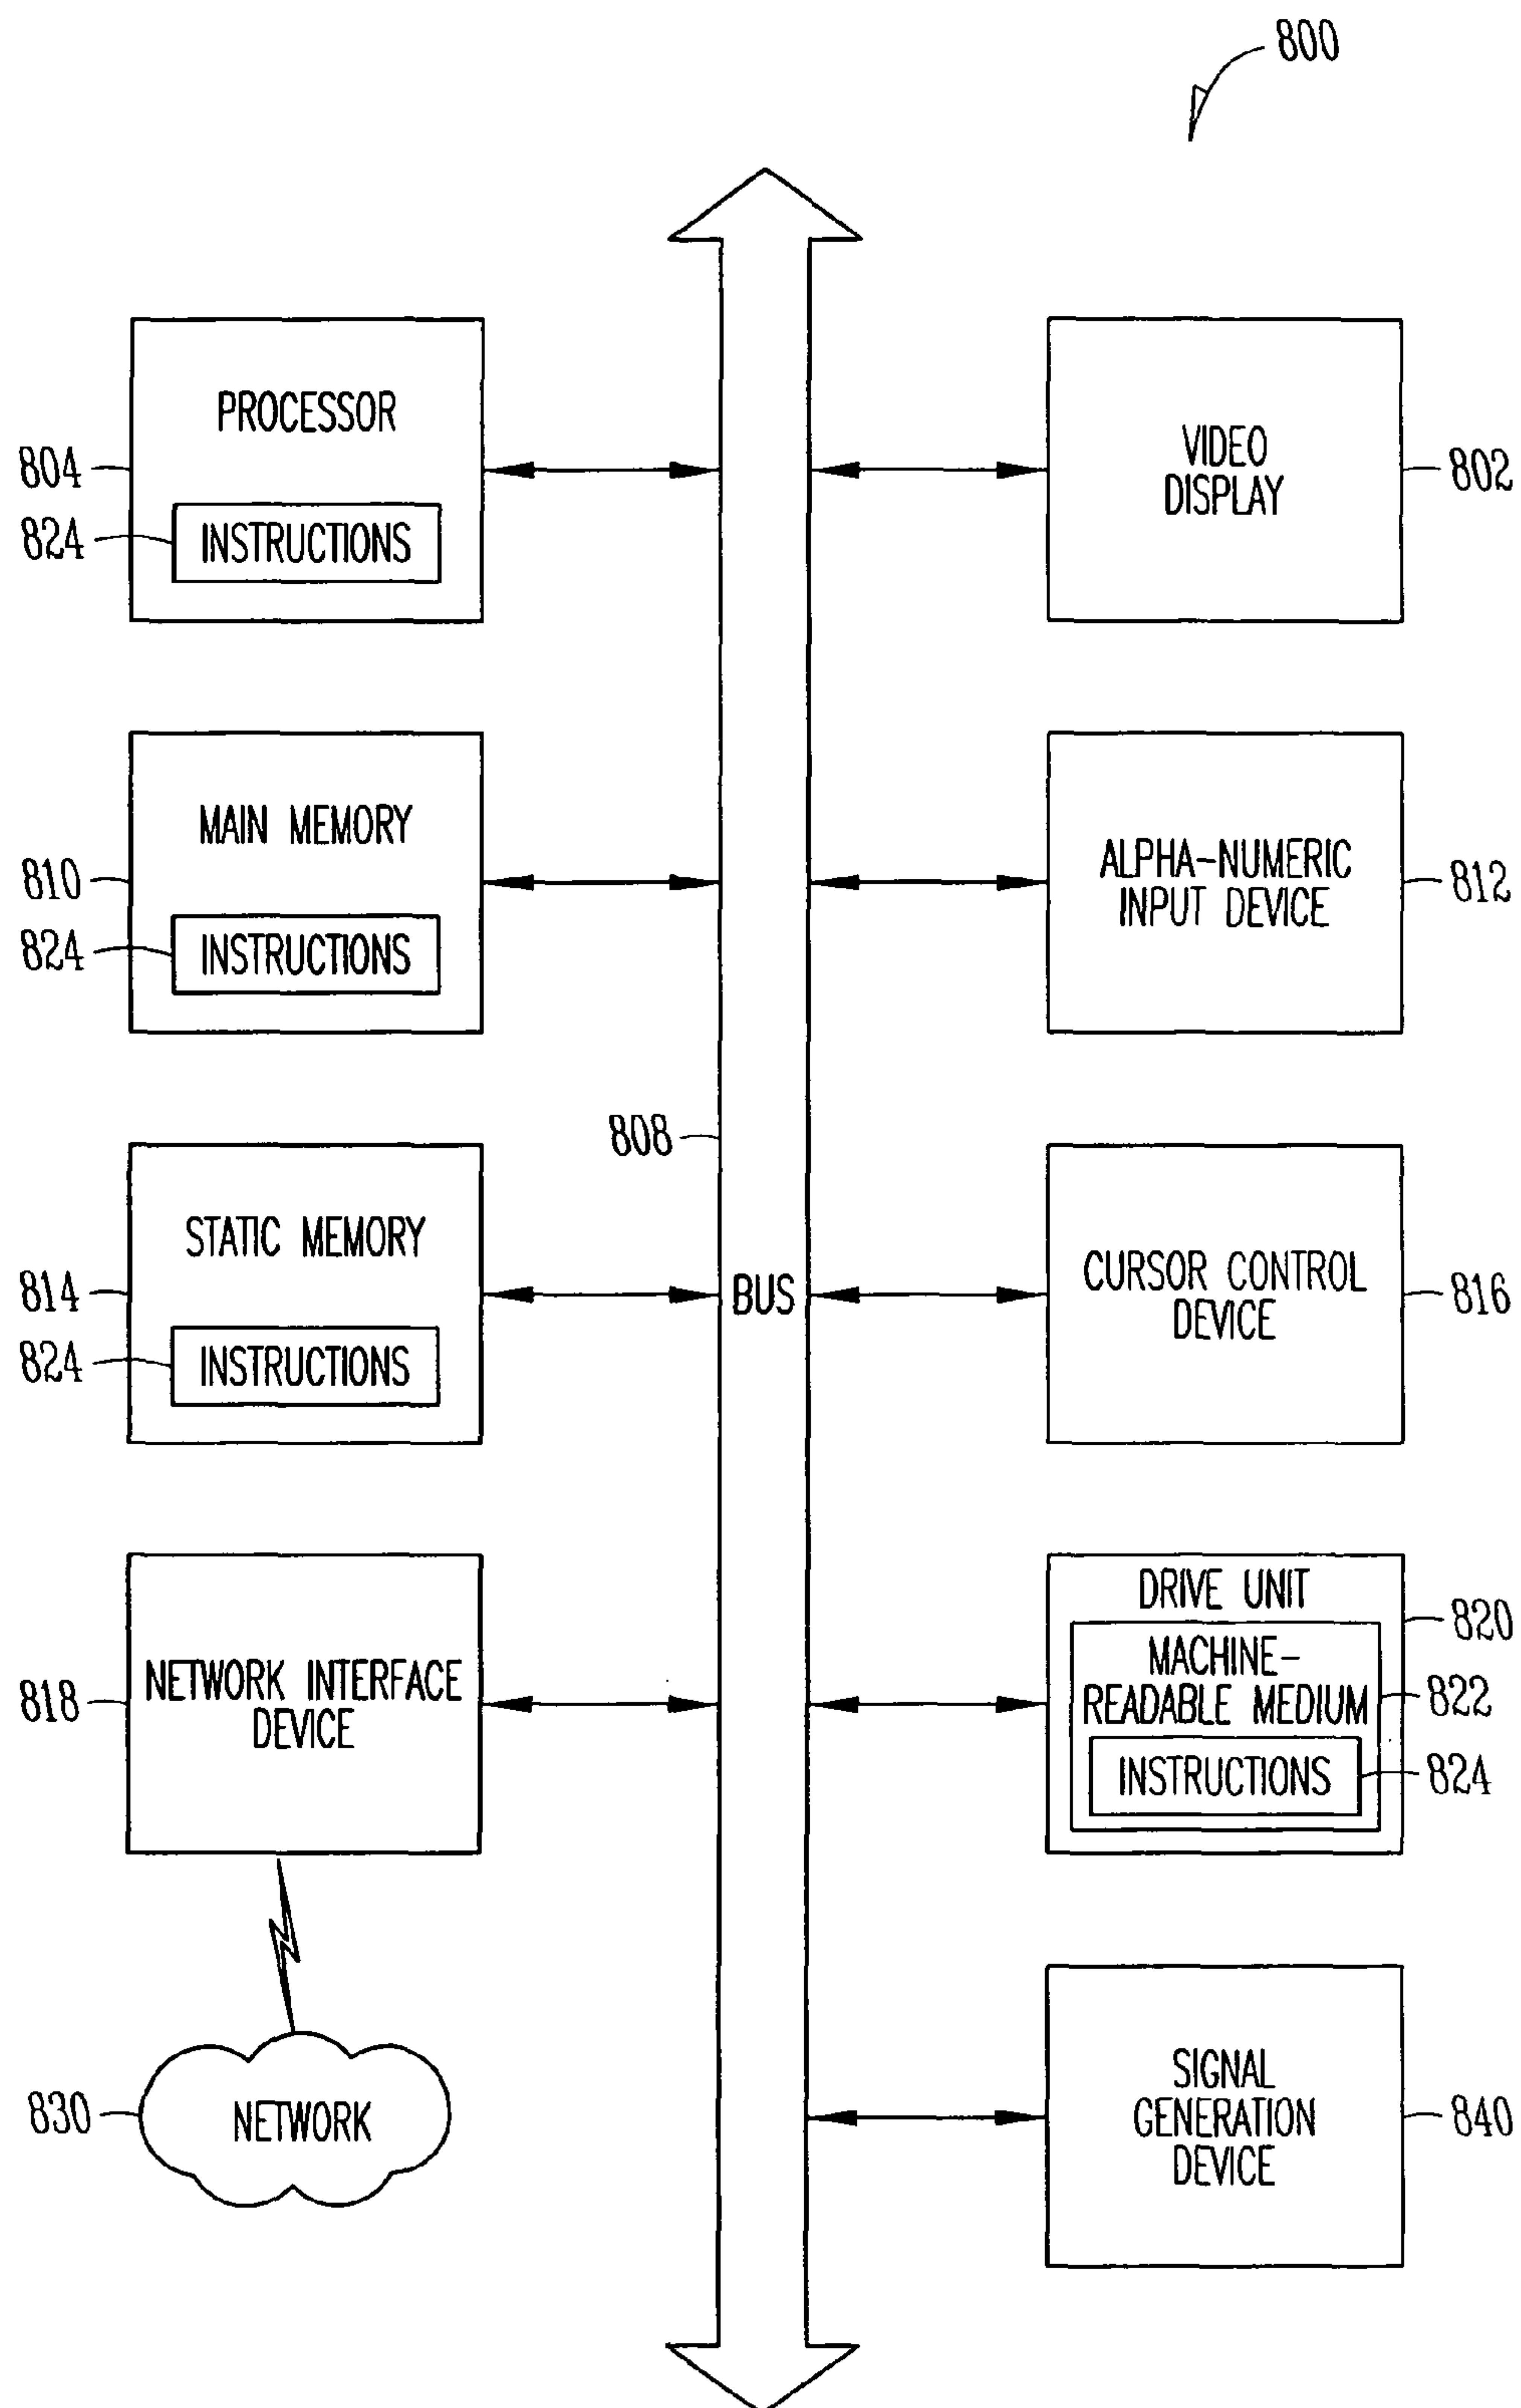 800
PROCESSOR
804
824
INSTRUCTIONS
VIDEO
DISPLAY
802
MAIN MEMORY
810
824
INSTRUCTIONS
ALPHA-NUMERIC
INPUT DEVICE
812
808
BUS
STATIC MEMORY
814
824
INSTRUCTIONS
CURSOR CONTROL
DEVICE
816
NETWORK INTERFACE
DEVICE
818
DRIVE UNIT
820
MACHINE-
READABLE MEDIUM
822
INSTRUCTIONS
824
830
NETWORK
SIGNAL
GENERATION
DEVICE
840